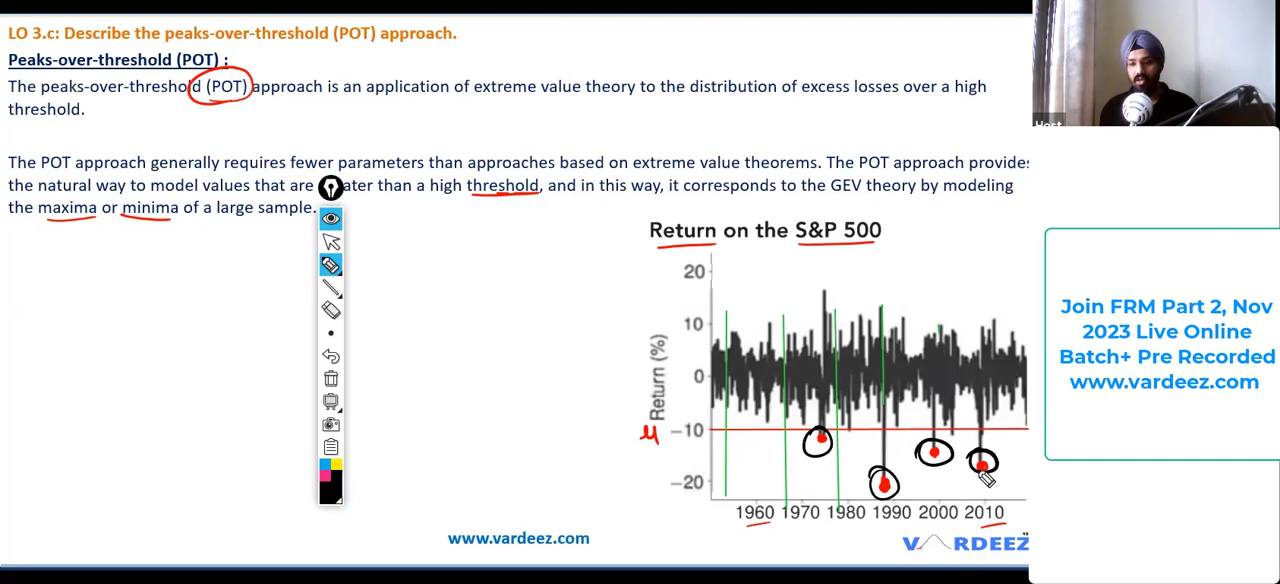 LO 3.c: Describe the peaks-over-threshold (POT) approach.
Peaks-over-threshold (POT) :
The peaks-over-threshold (POT) approach is an application of extreme value theory to the distribution of excess losses over a high
threshold.
The POT approach generally requires fewer parameters than approaches based on extreme value theorems. The POT approach provides
the natural way to model values that are ater than a high threshold, and in this way, it corresponds to the GEV theory by modeling
the maxima or minima of a large sample.
Return on the S&P 500
Return (%)
20
10
0
μ -10
-20
1960 1970 1980 1990 2000 2010
www.vardeez.com
VARDEEZ
Host
Join FRM Part 2, Nov
2023 Live Online
Batch+ Pre Recorded
www.vardeez.com